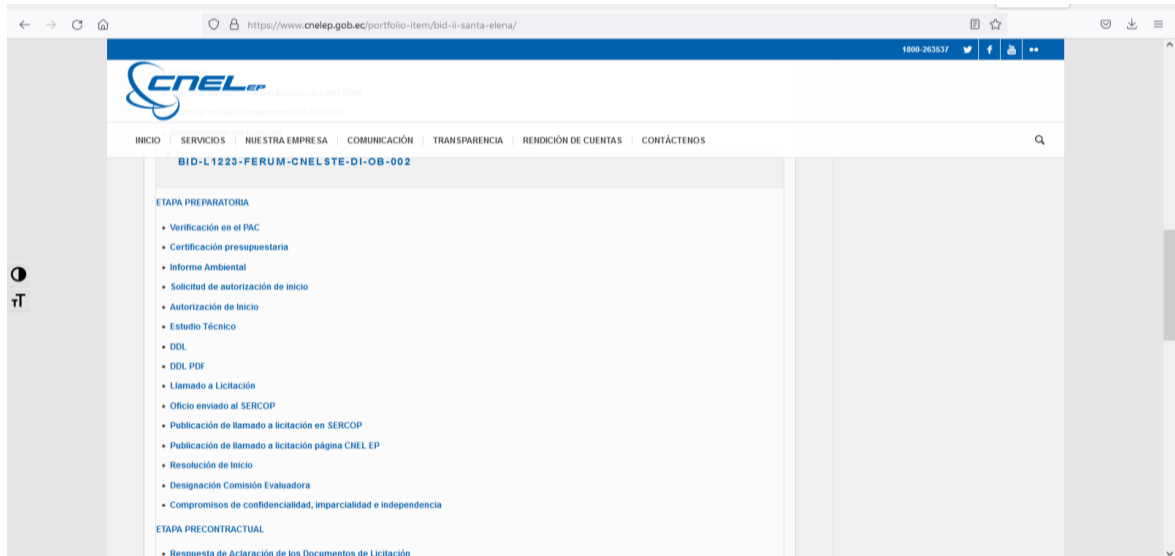 https://www.cnelep.gob.ec/portfolio-item/bid-ii-santa-elena/
1800-263537
CNEL EP
INICIO SERVICIOS NUESTRA EMPRESA COMUNICACIÓN TRANSPARENCIA RENDICIÓN DE CUENTAS CONTÁCTENOS
BID-L1223-FERUM-CNELSTE-DI-OB-002
ETAPA PREPARATORIA
• Verificación en el PAC
• Certificación presupuestaria
• Informe Ambiental
• Solicitud de autorización de inicio
• Autorización de Inicio
• Estudio Técnico
• DDL
• DDL PDF
• Llamado a Licitación
• Oficio enviado al SERCOP
• Publicación de llamado a licitación en SERCOP
• Publicación de llamado a licitación página CNEL EP
• Resolución de Inicio
• Designación Comisión Evaluadora
• Compromisos de confidencialidad, imparcialidad e independencia
ETAPA PRECONTRACTUAL
• Respuesta de Aclaración de los Documentos de Licitación